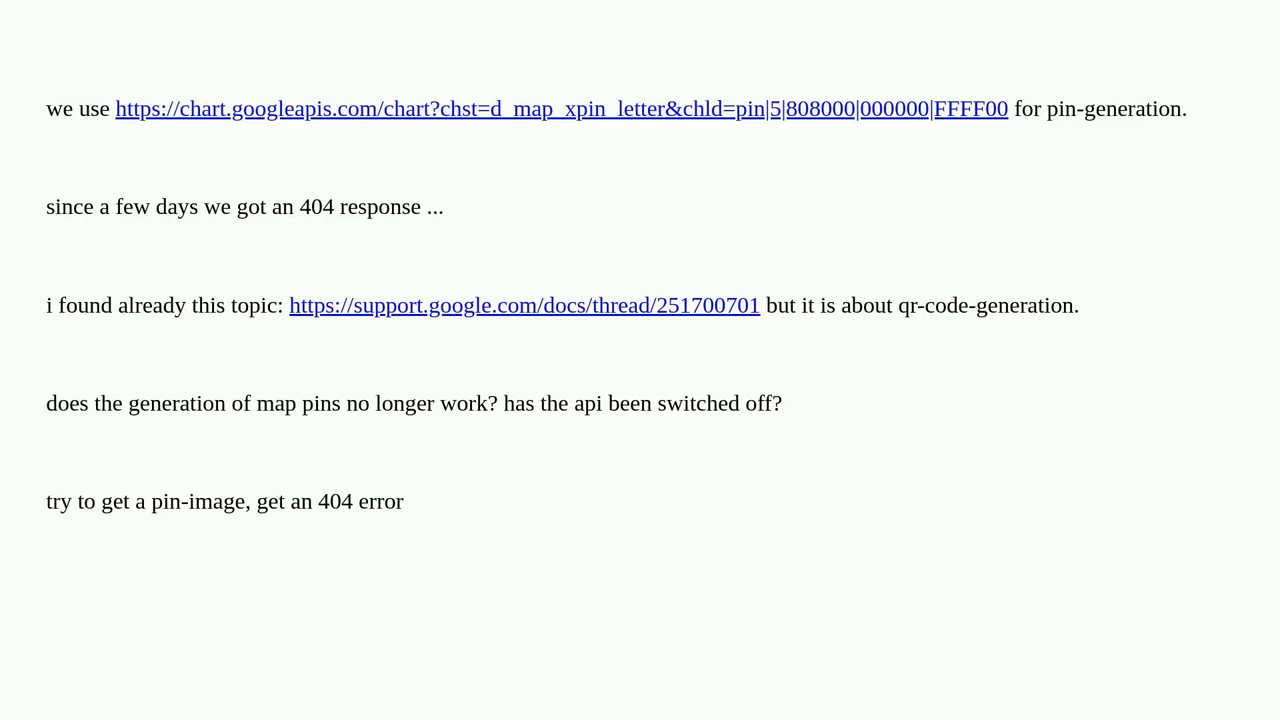 we use https://chart.googleapis.com/chart?chst=d_map_xpin_letter&chld=pin|5|808000|000000|FFFF00 for pin-generation.
since a few days we got an 404 response ...
i found already this topic: https://support.google.com/docs/thread/251700701 but it is about qr-code-generation.
does the generation of map pins no longer work? has the api been switched off?
try to get a pin-image, get an 404 error